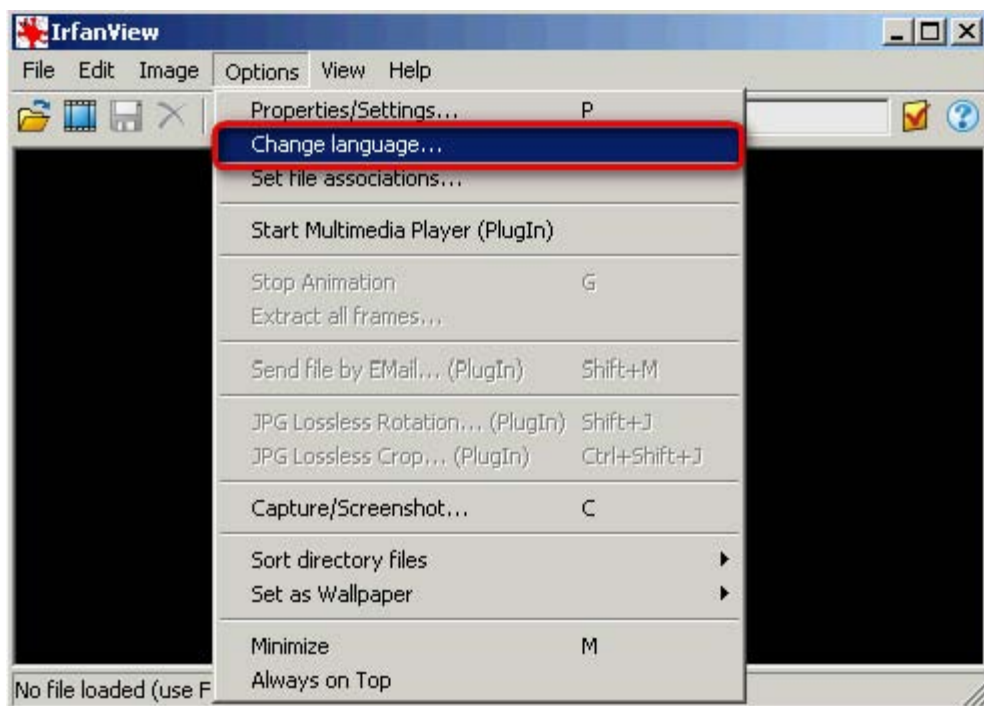 IrfanView
File Edit Image Options View Help
Properties/Settings... P
Change language...
Set file associations...
Start Multimedia Player (PlugIn)
Stop Animation G
Extract all frames...
Send file by EMail... (PlugIn) Shift+M
JPG Lossless Rotation... (PlugIn) Shift+J
JPG Lossless Crop... (PlugIn) Ctrl+Shift+J
Capture/Screenshot... C
Sort directory files
Set as Wallpaper
Minimize M
Always on Top
No file loaded (use F